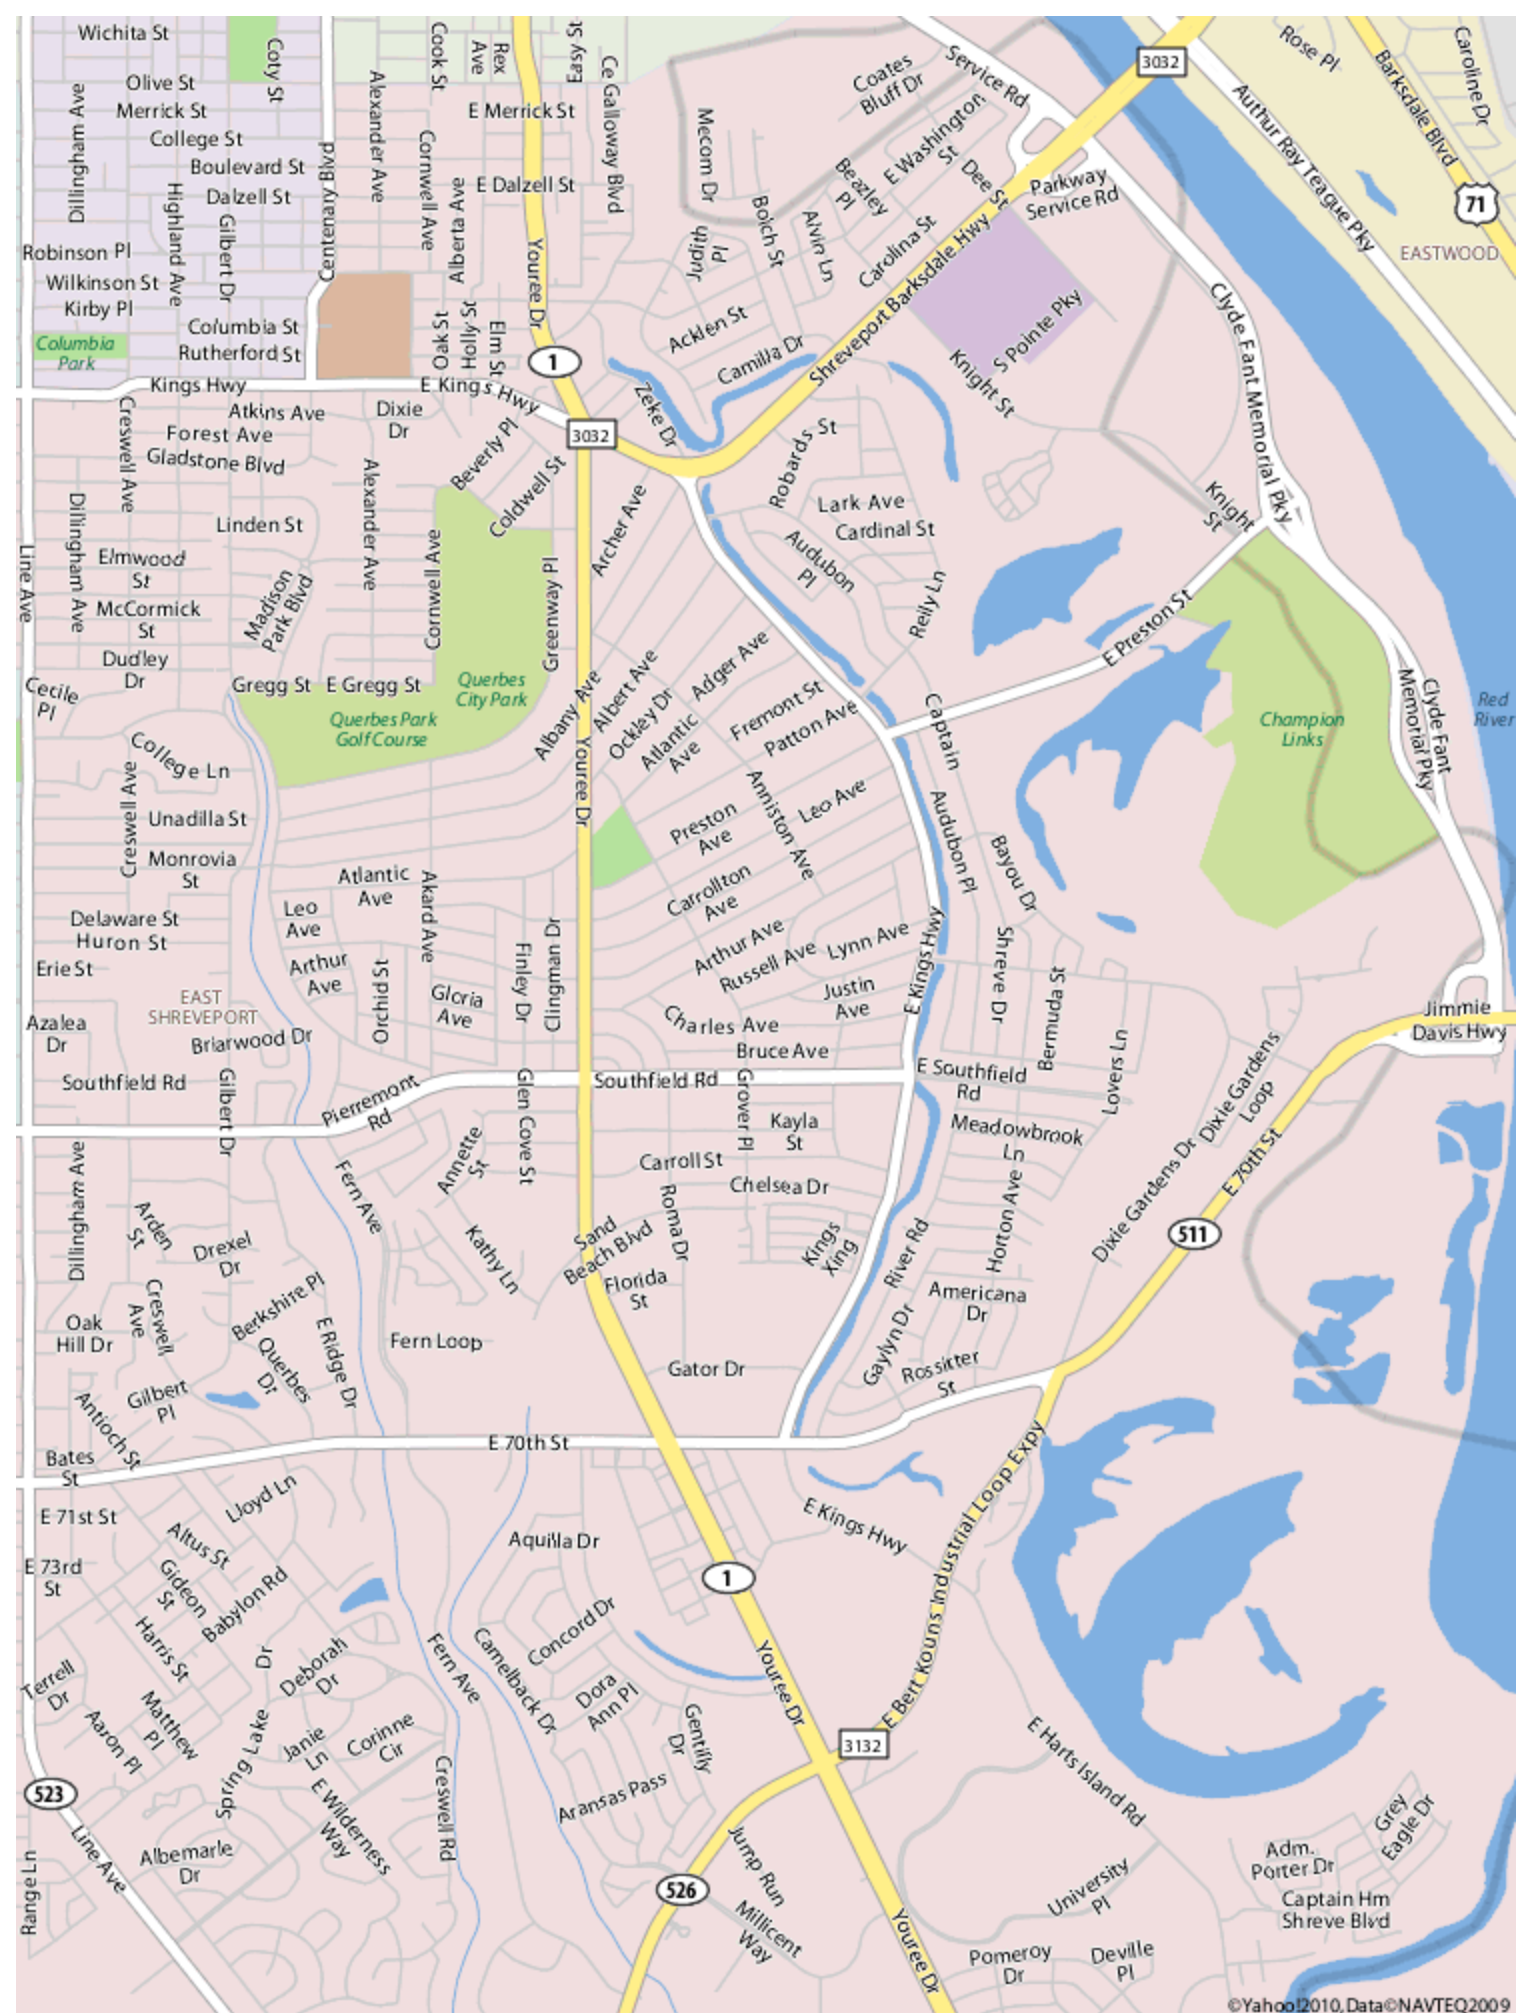 Wichita St
Coty St
Cook St
Rex
Ave
Easy St
Ce Galloway Blvd
Service Rd
3032
Rose Pl
Caroline Dr
Barksdale Blvd
Olive St
Coates
Bluff Dr
Dillingham Ave
Merrick St
Alexander Ave
E Merrick St
Mecom Dr
E Washington
St
Arthur Ray Teague Pky
College St
Cornwell Ave
Boulevard St
Centenary Blvd
Dalzell St
Highland Ave
Gilbert Dr
Alberta Ave
E Dalzell St
Beazley
Pl
Dee St
Parkway
Service Rd
71
Boich St
Alvin Ln
Carolina St
Robinson Pl
Judith
Pl
EASTWOOD
Wilkinson St
Kirby Pl
Youree Dr
Shreveport Barksdale Hwy
S Pointe Pky
Clyde Fant Memorial Pky
Columbia St
Oak St
Holly St
Elm St
Acklen St
Columbia
Park
Rutherford St
1
Camilla Dr
Knight St
Kings Hwy
E Kings Hwy
Zeke Dr
Creswell Ave
Atkins Ave
Dixie
Dr
Forest Ave
3032
Gladstone Blvd
Beverly Pl
Robards St
Alexander Ave
Coldwell St
Archer Ave
Lark Ave
Knight
St
Dillingham Ave
Linden St
Cardinal St
Line Ave
Elmwood
St
Cornwell Ave
Greenway Pl
Audubon
Pl
Madison
Park Blvd
Reily Ln
McCormick
St
E Preston St
Dudley
Dr
Adger Ave
Cecile
Pl
Gregg St
E Gregg St
Querbes
City Park
Albany Ave
Albert Ave
Ockley Dr
Fremont St
Captain
Clyde Fant
Memorial Pky
Red
River
Querbes Park
Golf Course
Atlantic
Ave
Patton Ave
Champion
Links
College Ln
Youree Dr
Creswell Ave
Anniston Ave
Leo Ave
Audubon Pl
Unadilla St
Preston
Ave
Bayou Dr
Monrovia
St
Atlantic
Ave
Akard Ave
Carrollton
Ave
Leo
Ave
Delaware St
Huron St
Clingman Dr
Finley Dr
Arthur Ave
Lynn Ave
E Kings Hwy
Shreve Dr
Erie St
Arthur
Ave
Orchid St
Russell Ave
Bermuda St
EAST
SHREVEPORT
Gloria
Ave
Justin
Ave
Azalea
Dr
Briarwood Dr
Charles Ave
Jimmie
Davis Hwy
Bruce Ave
Lovers Ln
Dixie Gardens
Loop
Southfield Rd
Gilbert Dr
Pierremont
Rd
Glen Cove St
Southfield Rd
Grover Pl
E Southfield
Rd
Kayla
St
Meadowbrook
Ln
Dillingham Ave
Annette
St
Carroll St
Fern Ave
Chelsea Dr
Roma Dr
Horton Ave
Dixie Gardens Dr
E 70th St
Arden
St
Drexel
Dr
Kathy Ln
Sand
Beach Blvd
Kings
Xing
River Rd
511
Creswell
Ave
Berkshire Pl
Florida
St
Americana
Dr
Oak
Hill Dr
E Ridge Dr
Fern Loop
Gaylyn Dr
Querbes
Dr
Gator Dr
Rossitter
St
Gilbert
Pl
Antioch St
Bates
St
E 70th St
E Bert Kouns Industrial Loop Expy
Lloyd Ln
E 71st St
E Kings Hwy
Altus St
Aquilla Dr
E 73rd
St
Gideon
St
Babylon Rd
1
Harris St
Concord Dr
Camelback Dr
Fern Ave
Terrell
Dr
Spring Lake Dr
Deborah
Dr
Dora
Ann Pl
Youree Dr
Matthew
Pl
Aaron Pl
Janie
Ln
Corinne
Cir
Gentilly
Dr
3132
E Harts Island Rd
523
E Wilderness
Way
Creswell Rd
Aransas Pass
Grey
Eagle Dr
Line Ave
Albemarle
Dr
Jump Run
Adm.
Porter Dr
Range Ln
526
University
Pl
Captain Hm
Shreve Blvd
Millicent
Way
Youree Dr
Pomeroy
Dr
Deville
Pl
©Yahoo!2010, Data©NAVTEQ2009